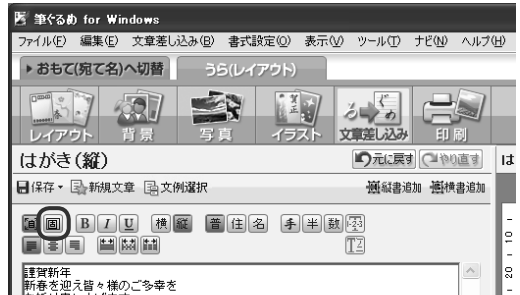 筆ぐるめ for Windows
ファイル(F) 編集(E) 文章差し込み(B) 書式設定(O) 表示(V) ツール(T) ナビ(N) ヘルプ(H)
おもて(宛て名)へ切替 うら(レイアウト)
レイアウト 背景 写真 イラスト 文章差し込み 印刷
はがき(縦) 元に戻す やり直す は
保存 新規文章 文例選択 縦書追加 横書追加
B I U 横 縦 普 住 名 手 半 数
謹賀新年
新春を迎え皆々様のご多幸を